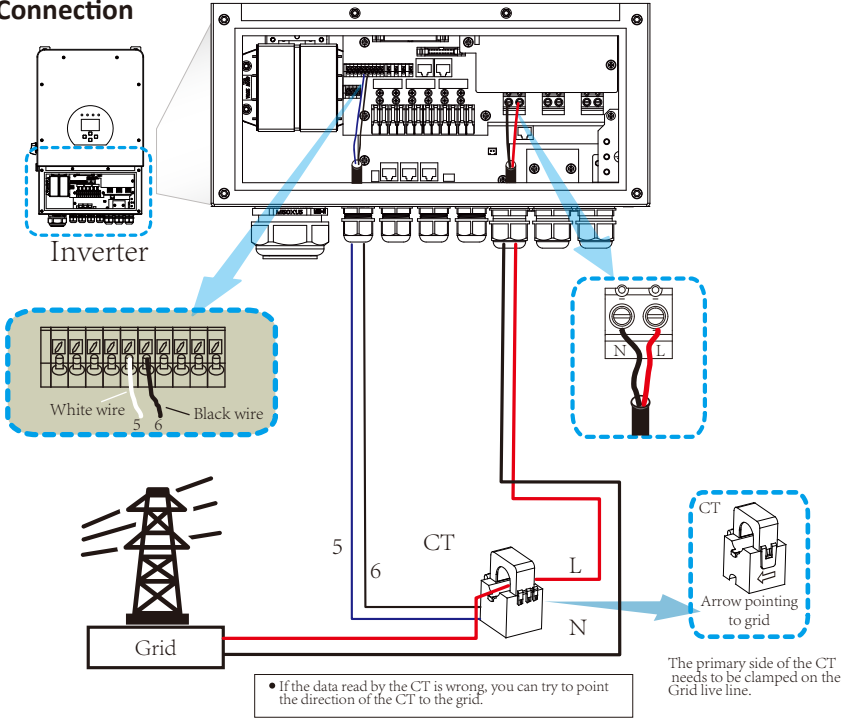 Connection
Inverter
N
L
White wire
Black wire
5
6
5
6
CT
L
N
Grid
CT
Arrow pointing
to grid
The primary side of the CT
needs to be clamped on the
Grid live line.
• If the data read by the CT is wrong, you can try to point
the direction of the CT to the grid.